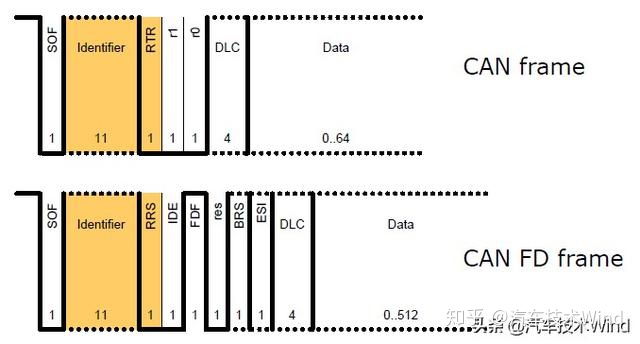 SOF Identifier RTR r1 r0 DLC Data
CAN frame
1 11 1 1 1 4 0..64
SOF Identifier RRS IDE FDF res BRS ESI DLC Data
CAN FD frame
1 11 1 1 1 1 1 1 4 0..512
知乎 @汽车技术Wind
头条 @汽车技术Wind